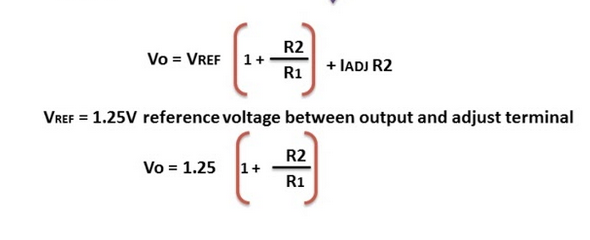 Vo = VREF ( 1 + R2 / R1 ) + IADJ R2
VREF = 1.25V reference voltage between output and adjust terminal
Vo = 1.25 ( 1 + R2 / R1 )